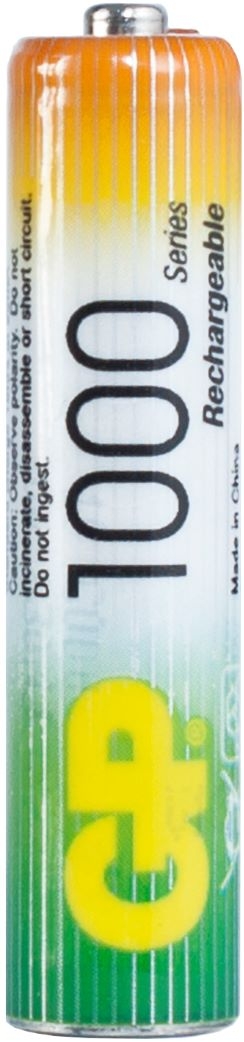 Caution: Observe polarity. Do not
incinerate, disassemble or short circuit.
Do not ingest.
1000
Series
Rechargeable
Made in China
GP®